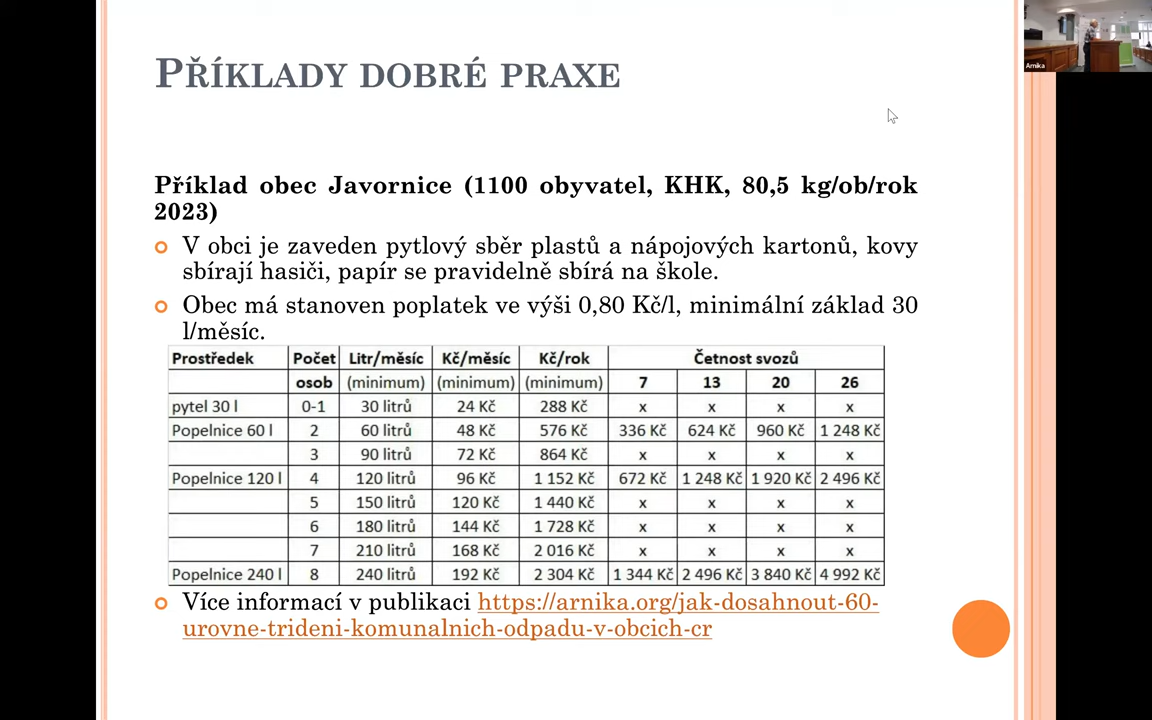 PŘÍKLADY DOBRÉ PRAXE
Arnika
Příklad obec Javornice (1100 obyvatel, KHK, 80,5 kg/ob/rok
2023)
V obci je zaveden pytlový sběr plastů a nápojových kartonů, kovy
sbírají hasiči, papír se pravidelně sbírá na škole.
Obec má stanoven poplatek ve výši 0,80 Kč/l, minimální základ 30
l/měsíc.
Prostředek Počet Litr/měsíc Kč/měsíc Kč/rok Četnost svozů
osob (minimum) (minimum) (minimum) 7 13 20 26
pytel 30 l 0-1 30 litrů 24 Kč 288 Kč x x x x
Popelnice 60 l 2 60 litrů 48 Kč 576 Kč 336 Kč 624 Kč 960 Kč 1 248 Kč
3 90 litrů 72 Kč 864 Kč x x x x
Popelnice 120 l 4 120 litrů 96 Kč 1 152 Kč 672 Kč 1 248 Kč 1 920 Kč 2 496 Kč
5 150 litrů 120 Kč 1 440 Kč x x x x
6 180 litrů 144 Kč 1 728 Kč x x x x
7 210 litrů 168 Kč 2 016 Kč x x x x
Popelnice 240 l 8 240 litrů 192 Kč 2 304 Kč 1 344 Kč 2 496 Kč 3 840 Kč 4 992 Kč
Více informací v publikaci https://arnika.org/jak-dosahnout-60-
urovne-trideni-komunalnich-odpadu-v-obcich-cr